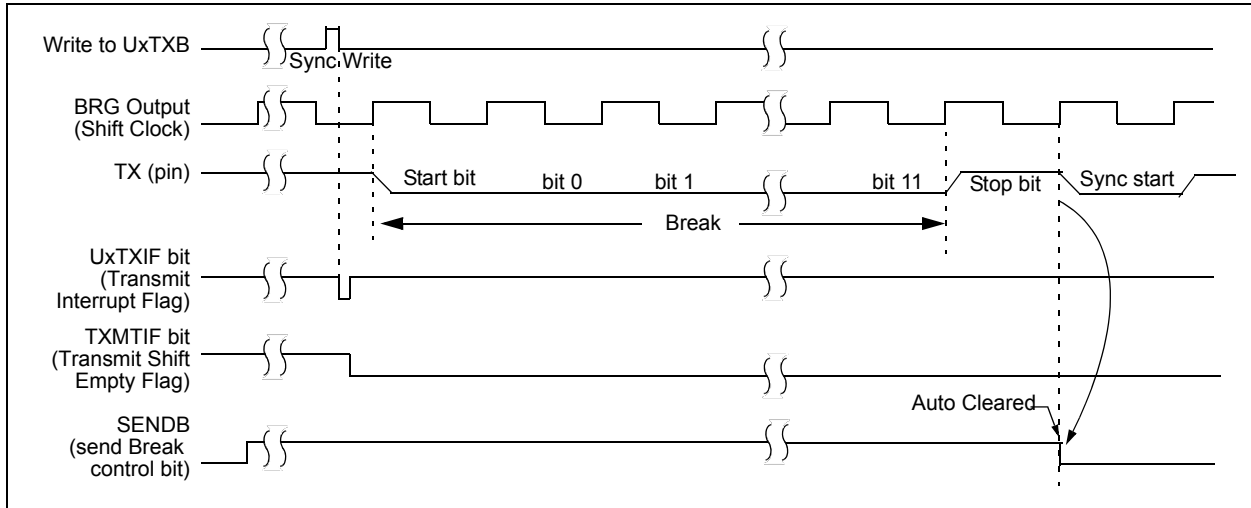 Write to UxTXB
Sync Write
BRG Output
(Shift Clock)
TX (pin)
Start bit
bit 0
bit 1
bit 11
Stop bit
Sync start
Break
UxTXIF bit
(Transmit
Interrupt Flag)
TXMTIF bit
(Transmit Shift
Empty Flag)
Auto Cleared
SENDB
(send Break
control bit)